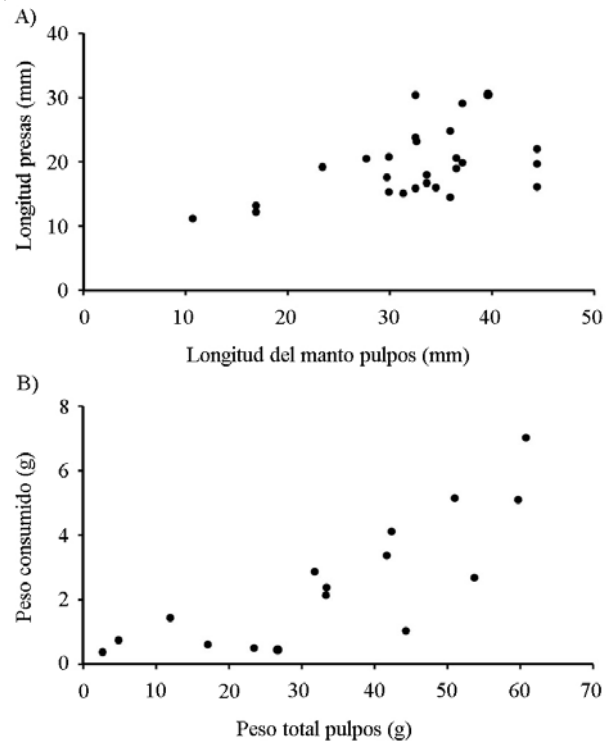 A)
Longitud presas (mm)
40
30
20
10
0
0 10 20 30 40 50
Longitud del manto pulpos (mm)
B)
Peso consumido (g)
8
6
4
2
0
0 10 20 30 40 50 60 70
Peso total pulpos (g)